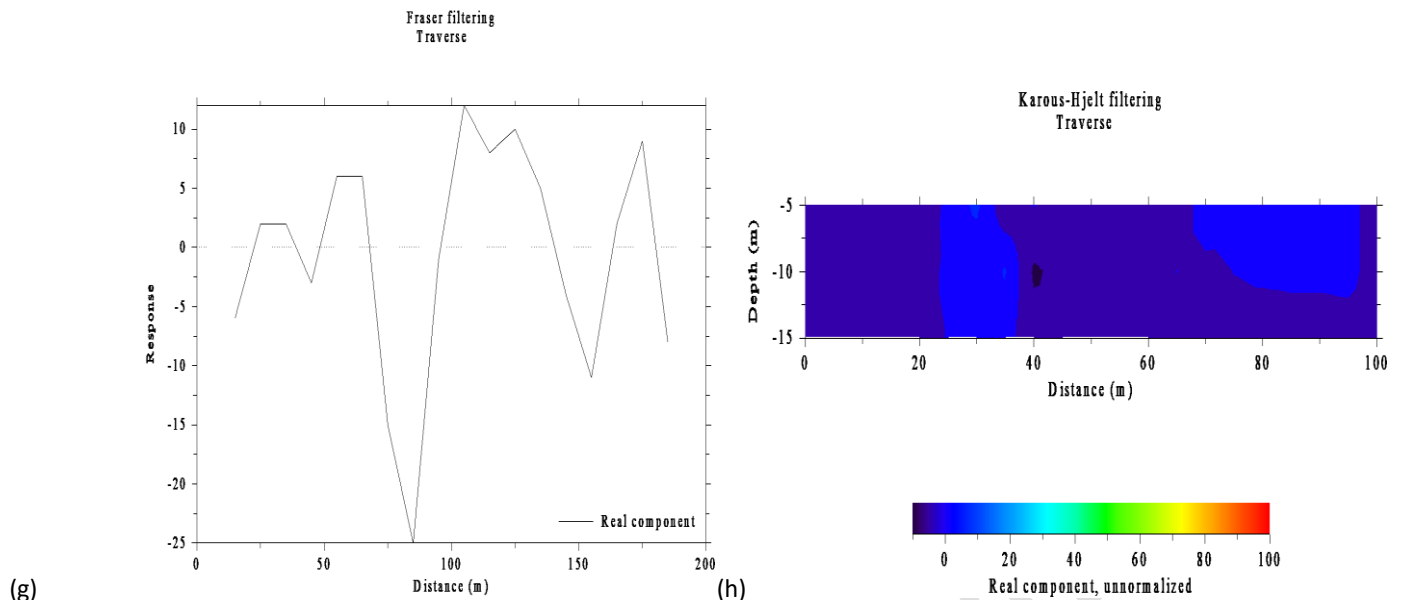 Fraser filtering
Traverse
10
5
0
-5
-10
-15
-20
-25
Response
Real component
0
50
100
150
200
Distance (m)
(g)
Karous-Hjelt filtering
Traverse
-5
-10
-15
Depth (m)
0
20
40
60
80
100
Distance (m)
0
20
40
60
80
100
Real component, unnormalized
(h)